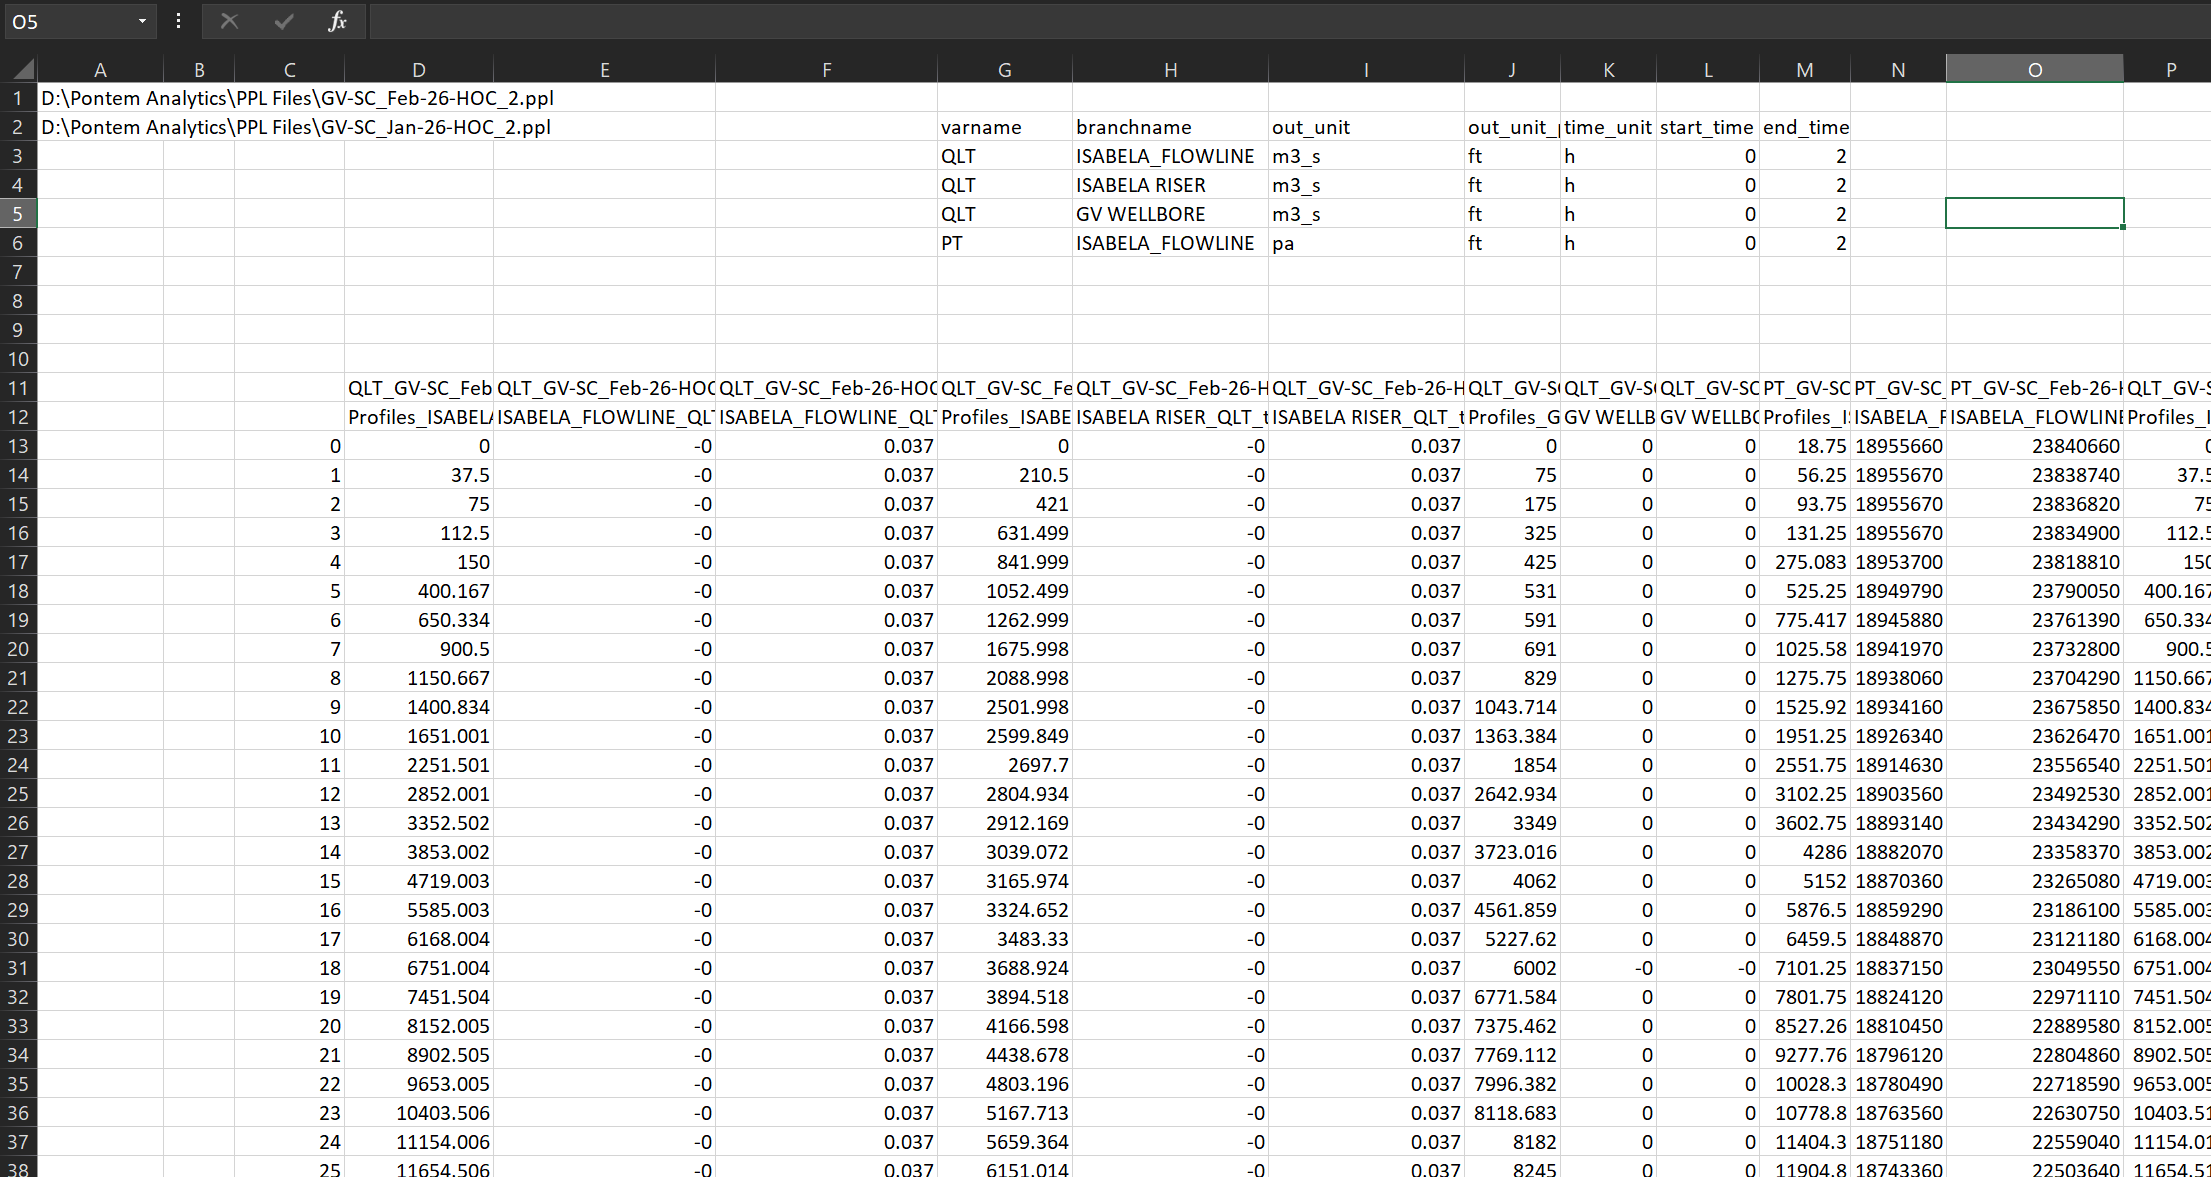 O5 fx
A B C D E F G H I J K L M N O P
1 D:\Pontem Analytics\PPL Files\GV-SC_Feb-26-HOC_2.ppl
2 D:\Pontem Analytics\PPL Files\GV-SC_Jan-26-HOC_2.ppl varname branchname out_unit out_unit_ time_unit start_time end_time
3 QLT ISABELA_FLOWLINE m3_s ft h 0 2
4 QLT ISABELA RISER m3_s ft h 0 2
5 QLT GV WELLBORE m3_s ft h 0 2
6 PT ISABELA_FLOWLINE pa ft h 0 2
7
8
9
10
11 QLT_GV-SC_Feb QLT_GV-SC_Feb-26-HOC QLT_GV-SC_Feb-26-HOC QLT_GV-SC_Fe QLT_GV-SC_Feb-26-H QLT_GV-SC_Feb-26-H QLT_GV-S QLT_GV-S QLT_GV-SC PT_GV-SC PT_GV-SC_ PT_GV-SC_Feb-26- QLT_GV-S
12 Profiles_ISABELA ISABELA_FLOWLINE_QL ISABELA_FLOWLINE_QL Profiles_ISABE ISABELA RISER_QLT_t ISABELA RISER_QLT_t Profiles_G GV WELLB GV WELLB Profiles_I ISABELA_F ISABELA_FLOWLINE Profiles_I
13 0 0 -0 0.037 0 -0 0.037 0 0 0 18.75 18955660 23840660 0
14 1 37.5 -0 0.037 210.5 -0 0.037 75 0 0 56.25 18955670 23838740 37.5
15 2 75 -0 0.037 421 -0 0.037 175 0 0 93.75 18955670 23836820 75
16 3 112.5 -0 0.037 631.499 -0 0.037 325 0 0 131.25 18955670 23834900 112.5
17 4 150 -0 0.037 841.999 -0 0.037 425 0 0 275.083 18953700 23818810 150
18 5 400.167 -0 0.037 1052.499 -0 0.037 531 0 0 525.25 18949790 23790050 400.167
19 6 650.334 -0 0.037 1262.999 -0 0.037 591 0 0 775.417 18945880 23761390 650.334
20 7 900.5 -0 0.037 1675.998 -0 0.037 691 0 0 1025.58 18941970 23732800 900.5
21 8 1150.667 -0 0.037 2088.998 -0 0.037 829 0 0 1275.75 18938060 23704290 1150.667
22 9 1400.834 -0 0.037 2501.998 -0 0.037 1043.714 0 0 1525.92 18934160 23675850 1400.834
23 10 1651.001 -0 0.037 2599.849 -0 0.037 1363.384 0 0 1951.25 18926340 23626470 1651.001
24 11 2251.501 -0 0.037 2697.7 -0 0.037 1854 0 0 2551.75 18914630 23556540 2251.501
25 12 2852.001 -0 0.037 2804.934 -0 0.037 2642.934 0 0 3102.25 18903560 23492530 2852.001
26 13 3352.502 -0 0.037 2912.169 -0 0.037 3349 0 0 3602.75 18893140 23434290 3352.502
27 14 3853.002 -0 0.037 3039.072 -0 0.037 3723.016 0 0 4286 18882070 23358370 3853.002
28 15 4719.003 -0 0.037 3165.974 -0 0.037 4062 0 0 5152 18870360 23265080 4719.003
29 16 5585.003 -0 0.037 3324.652 -0 0.037 4561.859 0 0 5876.5 18859290 23186100 5585.003
30 17 6168.004 -0 0.037 3483.33 -0 0.037 5227.62 0 0 6459.5 18848870 23121180 6168.004
31 18 6751.004 -0 0.037 3688.924 -0 0.037 6002 -0 -0 7101.25 18837150 23049550 6751.004
32 19 7451.504 -0 0.037 3894.518 -0 0.037 6771.584 0 0 7801.75 18824120 22971110 7451.504
33 20 8152.005 -0 0.037 4166.598 -0 0.037 7375.462 0 0 8527.26 18810450 22889580 8152.005
34 21 8902.505 -0 0.037 4438.678 -0 0.037 7769.112 0 0 9277.76 18796120 22804860 8902.505
35 22 9653.005 -0 0.037 4803.196 -0 0.037 7996.382 0 0 10028.3 18780490 22718590 9653.005
36 23 10403.506 -0 0.037 5167.713 -0 0.037 8118.683 0 0 10778.8 18763560 22630750 10403.51
37 24 11154.006 -0 0.037 5659.364 -0 0.037 8182 0 0 11404.3 18751180 22559040 11154.01
38 25 11654.506 -0 0.037 6151.014 -0 0.037 8245 0 0 11904.8 18743360 22503640 11654.51